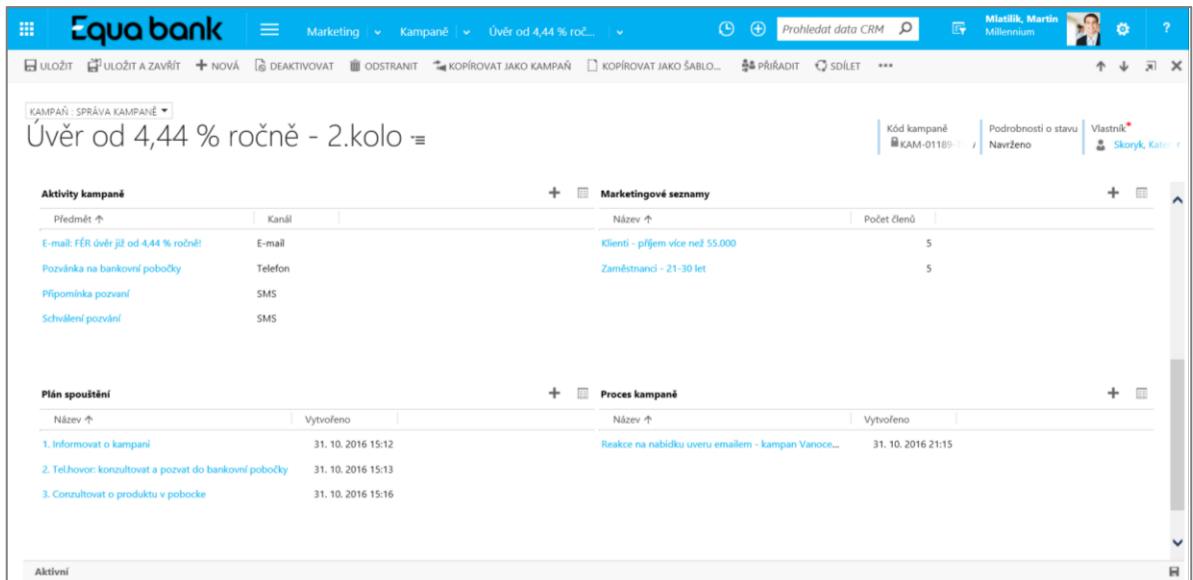 Equa bank Marketing Kampaně Úvěr od 4,44 % roč... Prohledat data CRM Mlatilik, Martin ?
Millennium
ULOŽIT ULOŽIT A ZAVŘÍT NOVÁ DEAKTIVOVAT ODSTRANIT KOPÍROVAT JAKO KAMPAŇ KOPÍROVAT JAKO ŠABLO... PŘIŘADIT SDÍLET •••
KAMPAŇ : SPRÁVA KAMPANĚ
Úvěr od 4,44 % ročně - 2.kolo
Kód kampaně Podrobnosti o stavu Vlastník*
KAM-01189- Navrženo Skoryk,
Aktivity kampaně
Předmět Kanál
E-mail: FÉR úvěr již od 4,44 % ročně! E-mail
Pozvánka na bankovní pobočky Telefon
Připomínka pozvaní SMS
Schválení pozvání SMS
Marketingové seznamy
Název Počet členů
Klienti - příjem více než 55.000 5
Zaměstnanci - 21-30 let 5
Plán spouštění
Název Vytvořeno
1. Informovat o kampani 31. 10. 2016 15:12
2. Tel.hovor: konzultovat a pozvat do bankovní pobočky 31. 10. 2016 15:13
3. Conzultovat o produktu v pobocke 31. 10. 2016 15:16
Proces kampaně
Název Vytvořeno
Reakce na nabídku uveru emailem - kampan Vanoce... 31. 10. 2016 21:15
Aktivní